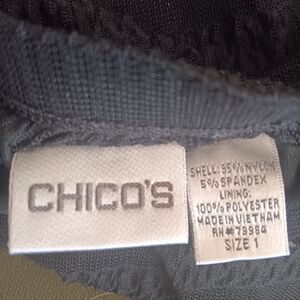 CHICO'S
SHELL: 95% NYLON
5% SPANDEX
LINING:
100% POLYESTER
MADE IN VIETNAM
RN# 79984
SIZE 1